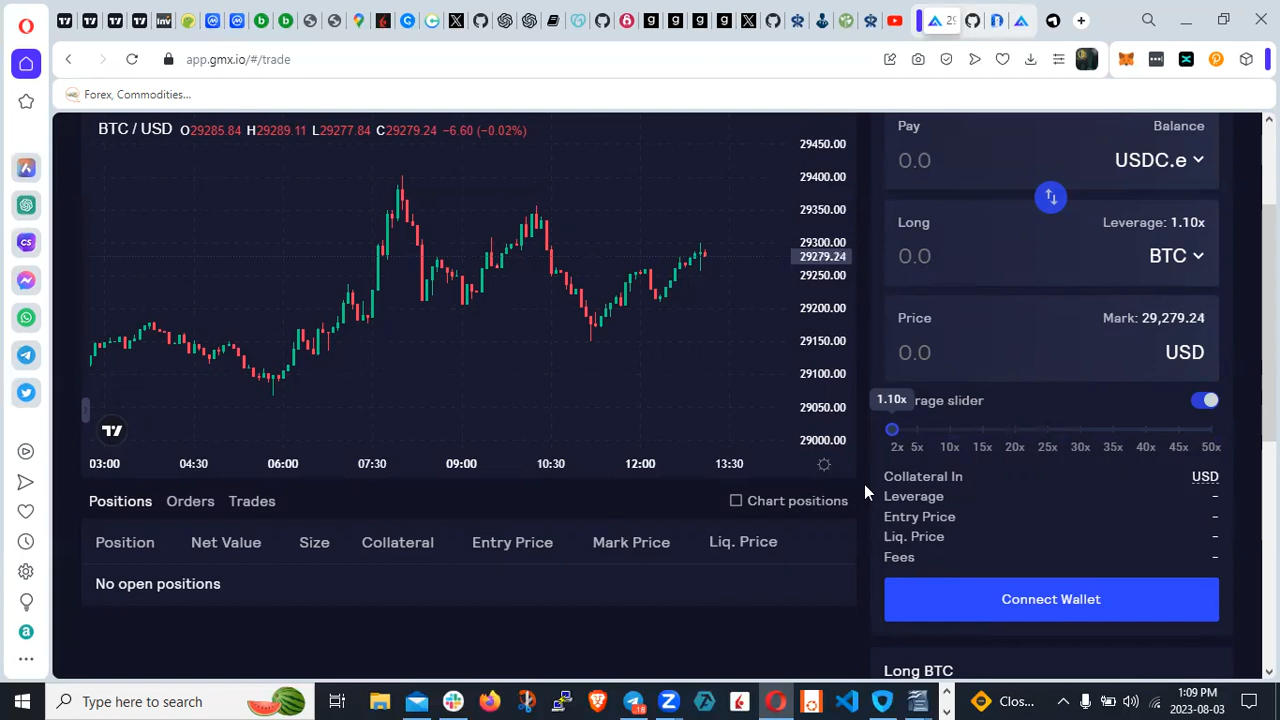 29
app.gmx.io/#/trade
Forex, Commodities...
BTC / USD O29285.84 H29289.11 L29277.84 C29279.24 −6.60 (−0.02%)
29450.00
29400.00
29350.00
29300.00
29279.24
29250.00
29200.00
29150.00
29100.00
29050.00
29000.00
03:00 04:30 06:00 07:30 09:00 10:30 12:00 13:30
Positions Orders Trades
Chart positions
Position Net Value Size Collateral Entry Price Mark Price Liq. Price
No open positions
Pay Balance
0.0 USDC.e
Long Leverage: 1.10x
0.0 BTC
Price Mark: 29,279.24
0.0 USD
1.10x rage slider
2x 5x 10x 15x 20x 25x 30x 35x 40x 45x 50x
Collateral In USD
Leverage -
Entry Price -
Liq. Price -
Fees -
Connect Wallet
Long BTC
Type here to search
18
Clos...
1:09 PM
2023-08-03